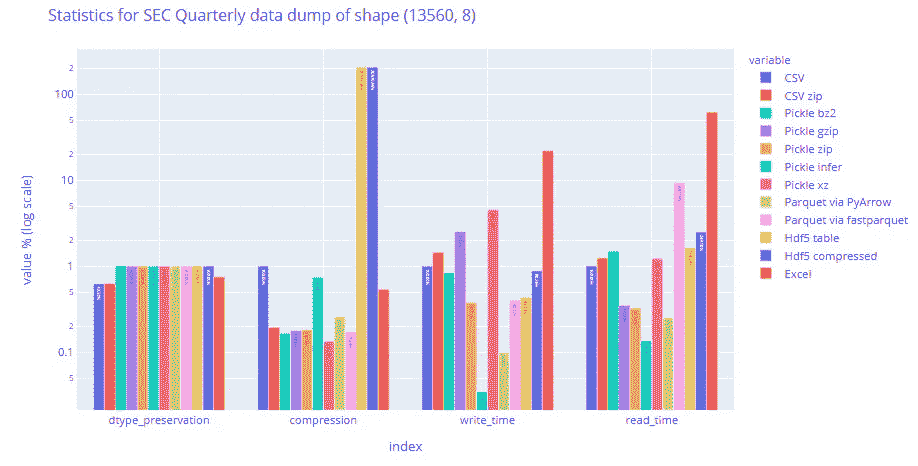 Statistics for SEC Quarterly data dump of shape (13560, 8)
variable
CSV
CSV zip
Pickle bz2
Pickle gzip
Pickle zip
Pickle infer
Pickle xz
Parquet via PyArrow
Parquet via fastparquet
Hdf5 table
Hdf5 compressed
Excel
value % (log scale)
2
100
5
2
10
5
2
1
5
2
0.1
5
dtype_preservation
compression
write_time
read_time
index